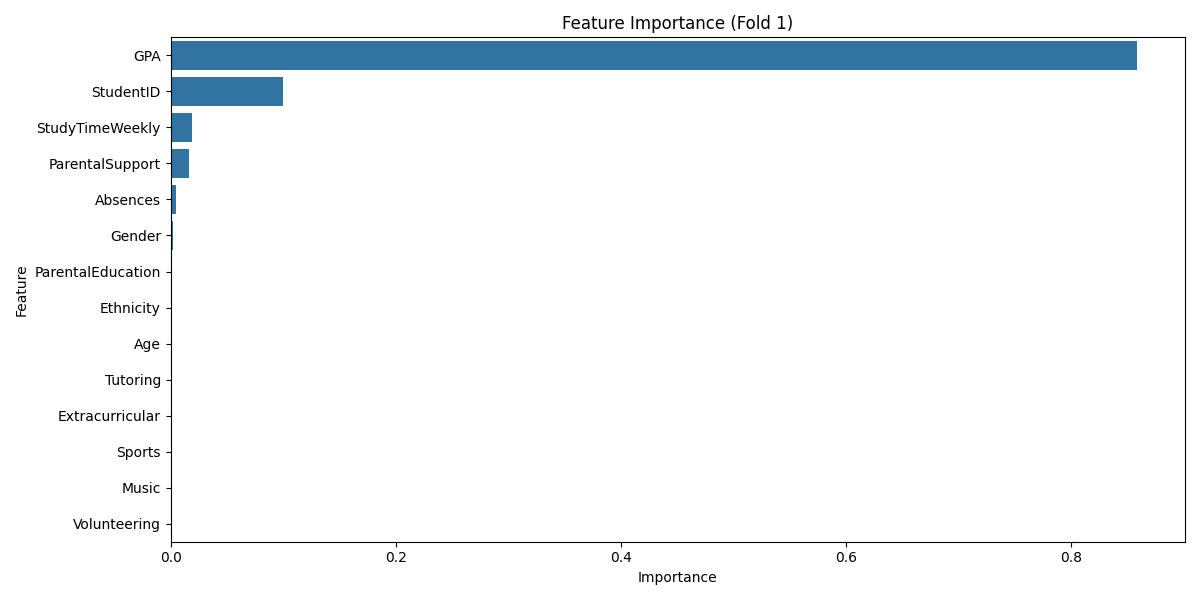 Feature Importance (Fold 1)
GPA
StudentID
StudyTimeWeekly
ParentalSupport
Absences
Gender
ParentalEducation
Ethnicity
Age
Tutoring
Extracurricular
Sports
Music
Volunteering
Feature
0.0 0.2 0.4 0.6 0.8
Importance